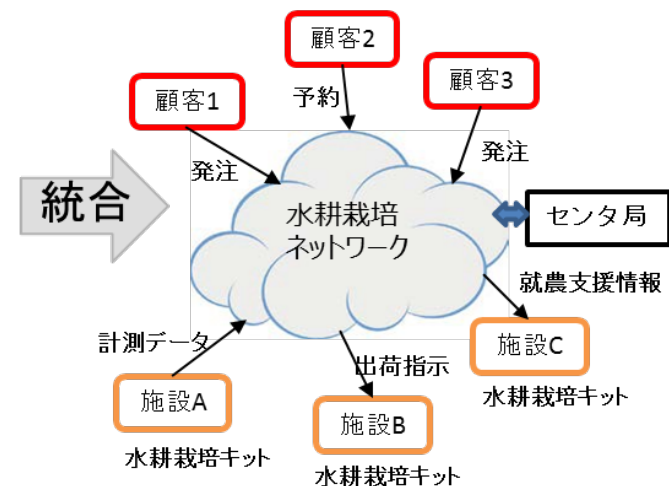 顧客2
顧客1
顧客3
予約
発注
発注
統合
水耕栽培
ネットワーク
センタ局
就農支援情報
計測データ
出荷指示
施設C
水耕栽培キット
施設A
施設B
水耕栽培キット
水耕栽培キット